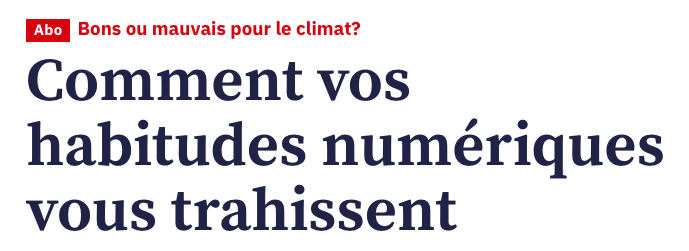 Abo Bons ou mauvais pour le climat?
Comment vos
habitudes numériques
vous trahissent